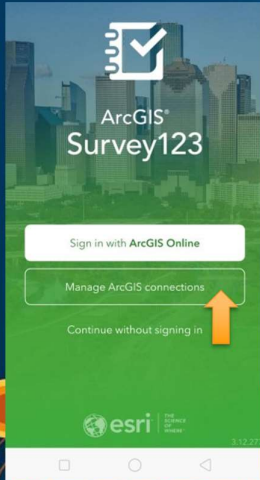 ArcGIS®
Survey123
Sign in with ArcGIS Online
Manage ArcGIS connections
Continue without signing in
esri
THE
SCIENCE
OF
WHERE™
3.12.27